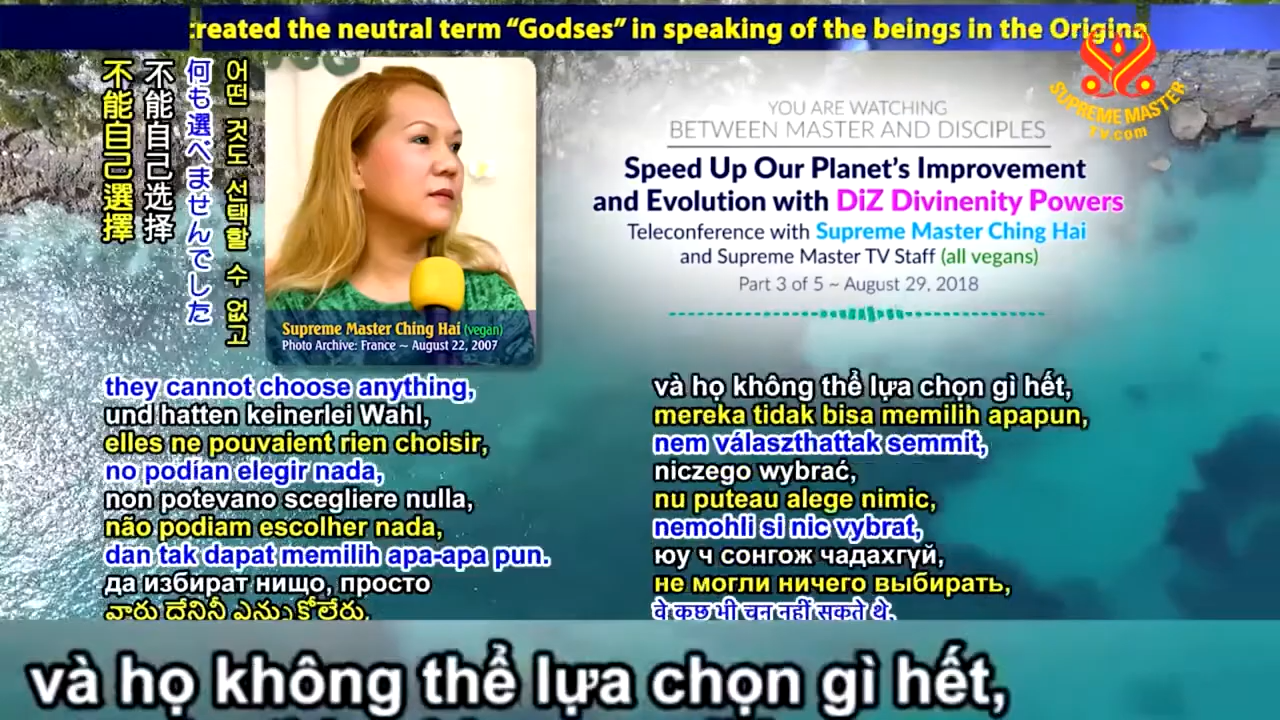 created the neutral term “Godses” in speaking of the beings in the Origina
SUPREME MASTER
TV.com
不能自己選擇
不能自己选择
何も選べませんでした
어떤 것도 선택할 수 없고
Supreme Master Ching Hai (vegan)
Photo Archive: France ~ August 22, 2007
YOU ARE WATCHING
BETWEEN MASTER AND DISCIPLES
Speed Up Our Planet’s Improvement
and Evolution with DiZ Divinenity Powers
Teleconference with Supreme Master Ching Hai
and Supreme Master TV Staff (all vegans)
Part 3 of 5 ~ August 29, 2018
they cannot choose anything,
und hatten keinerlei Wahl,
elles ne pouvaient rien choisir,
no podían elegir nada,
non potevano scegliere nulla,
não podiam escolher nada,
dan tak dapat memilih apa-apa pun.
да избират нищо, просто
వారు దేనినీ ఎన్నుకోలేరు.
và họ không thể lựa chọn gì hết,
mereka tidak bisa memilih apapun,
nem választhattak semmit,
niczego wybrać,
nu puteau alege nimic,
nemohli si nic vybrat,
юу ч сонгож чадахгүй,
не могли ничего выбирать,
वे कुछ भी चुन नहीं सकते थे,
và họ không thể lựa chọn gì hết,